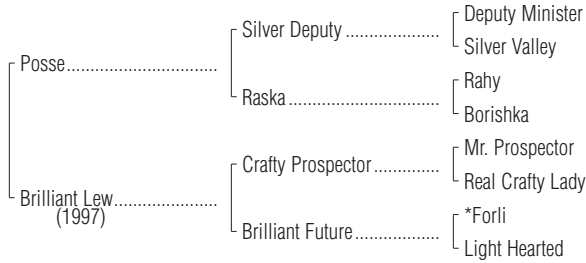 Deputy Minister
Silver Deputy ....................
Silver Valley
Posse................................
Rahy
Raska................................
Borishka
Mr. Prospector
Crafty Prospector ...............
Real Crafty Lady
Brilliant Lew......................
(1997)
*Forli
Brilliant Future ...................
Light Hearted